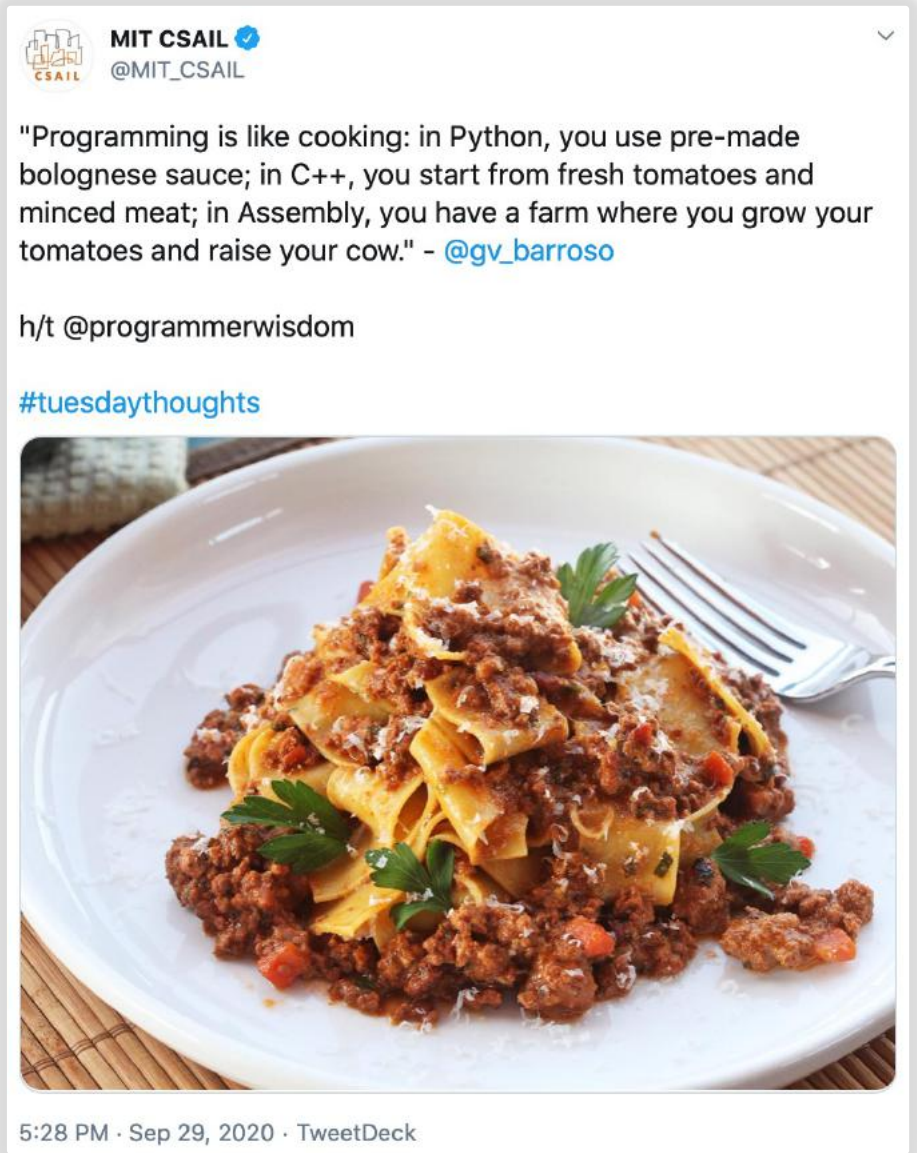 MIT CSAIL
@MIT_CSAIL
CSAIL
"Programming is like cooking: in Python, you use pre-made
bolognese sauce; in C++, you start from fresh tomatoes and
minced meat; in Assembly, you have a farm where you grow your
tomatoes and raise your cow." - @gv_barroso
h/t @programmerwisdom
#tuesdaythoughts
5:28 PM · Sep 29, 2020 · TweetDeck